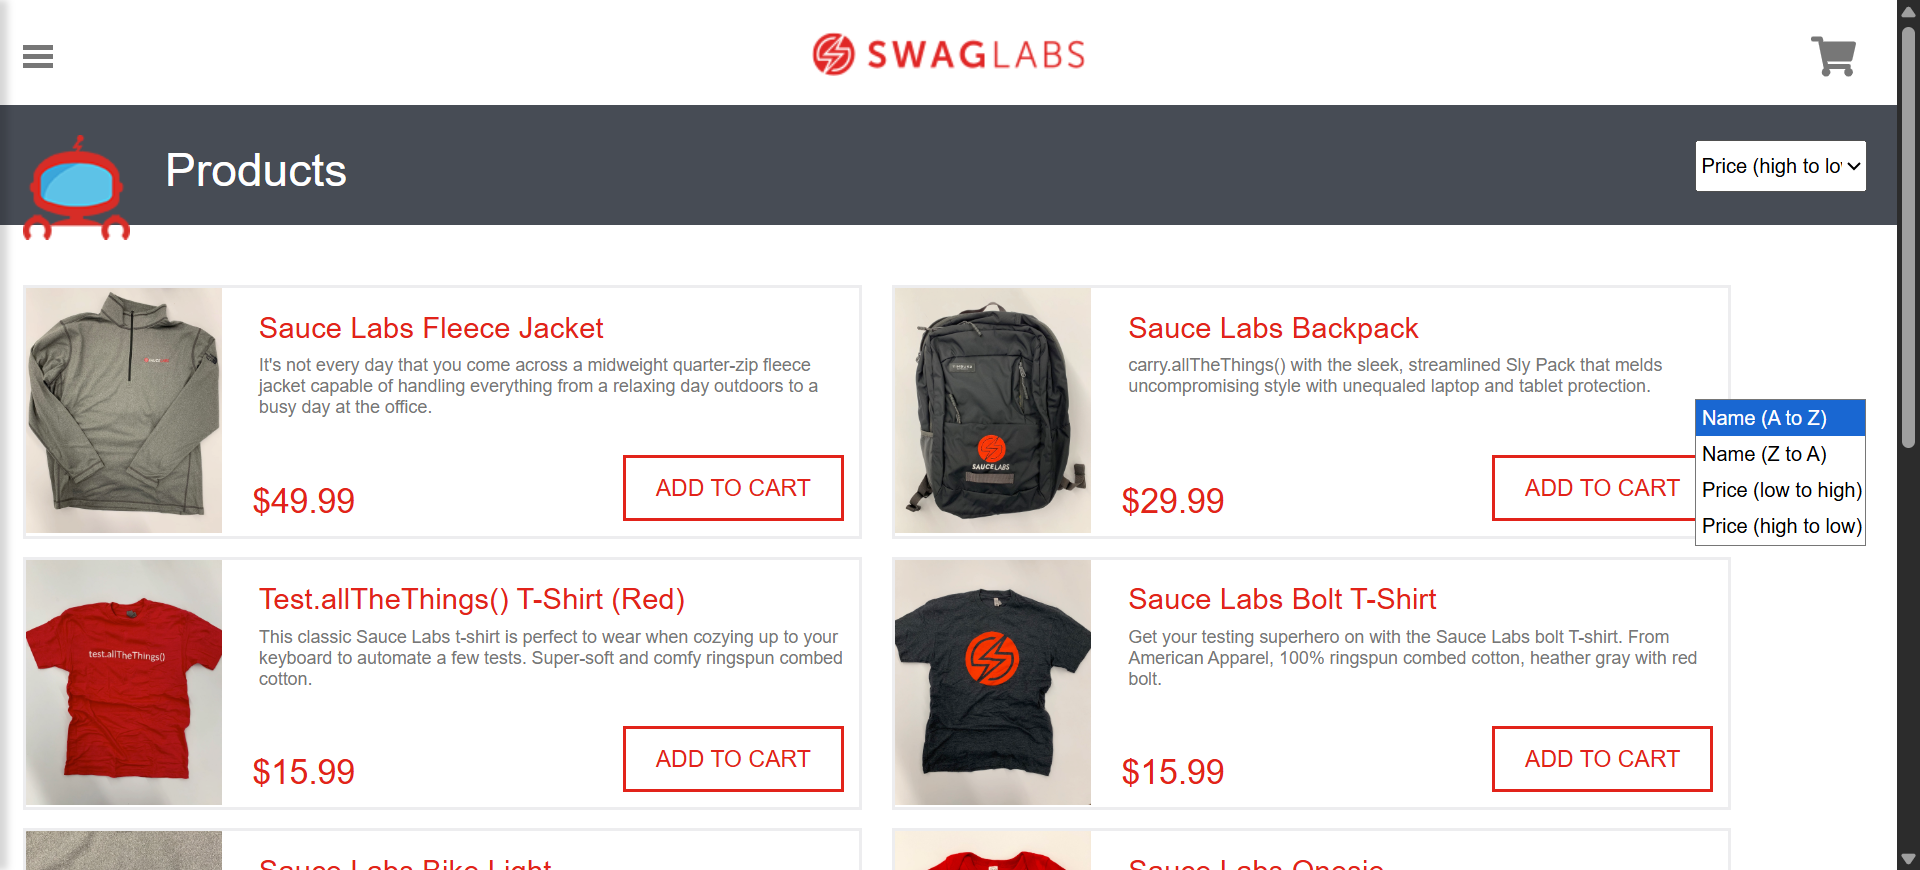 SWAGLABS
Products
Price (high to lo
Sauce Labs Fleece Jacket
It's not every day that you come across a midweight quarter-zip fleece
jacket capable of handling everything from a relaxing day outdoors to a
busy day at the office.
$49.99
ADD TO CART
Sauce Labs Backpack
carry.allTheThings() with the sleek, streamlined Sly Pack that melds
uncompromising style with unequaled laptop and tablet protection.
SAUCELABS
$29.99
ADD TO CART
Name (A to Z)
Name (Z to A)
Price (low to high)
Price (high to low)
Test.allTheThings() T-Shirt (Red)
This classic Sauce Labs t-shirt is perfect to wear when cozying up to your
keyboard to automate a few tests. Super-soft and comfy ringspun combed
cotton.
test.allTheThings()
$15.99
ADD TO CART
Sauce Labs Bolt T-Shirt
Get your testing superhero on with the Sauce Labs bolt T-shirt. From
American Apparel, 100% ringspun combed cotton, heather gray with red
bolt.
$15.99
ADD TO CART
Sauce Labs Bike Light
Sauce Labs Onesie